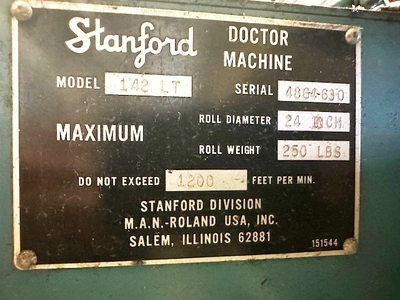 Stanford DOCTOR
MACHINE
MODEL 142 LT SERIAL 4864-630
MAXIMUM ROLL DIAMETER 24 INCH
ROLL WEIGHT 250 LBS
DO NOT EXCEED 1200 -- FEET PER MIN.
STANFORD DIVISION
M.A.N.-ROLAND USA, INC.
SALEM, ILLINOIS 62881
151544